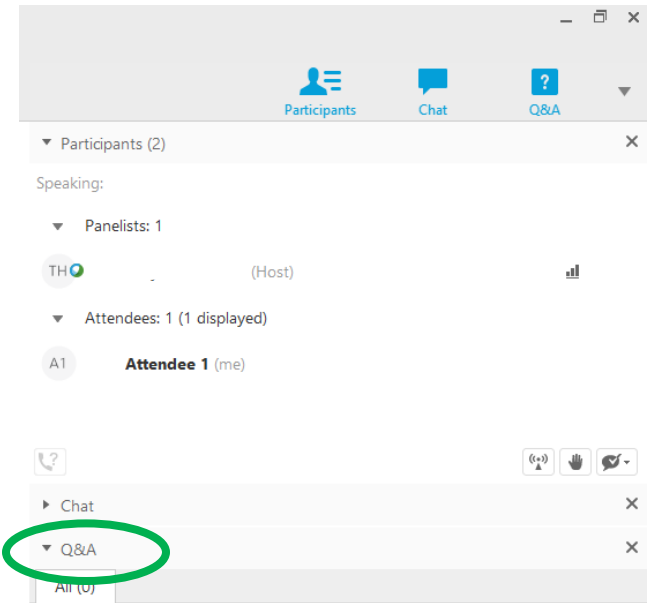 Participants Chat Q&A
Participants (2)
Speaking:
Panelists: 1
TH (Host)
Attendees: 1 (1 displayed)
A1 Attendee 1 (me)
Chat
Q&A
All (0)